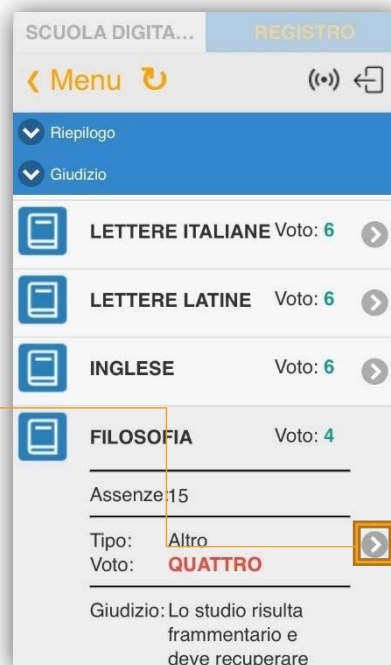 SCUOLA DIGITA... REGISTRO
Menu
Riepilogo
Giudizio
LETTERE ITALIANE Voto: 6
LETTERE LATINE Voto: 6
INGLESE Voto: 6
FILOSOFIA Voto: 4
Assenze: 15
Tipo: Altro
Voto: QUATTRO
Giudizio: Lo studio risulta
frammentario e
deve recuperare